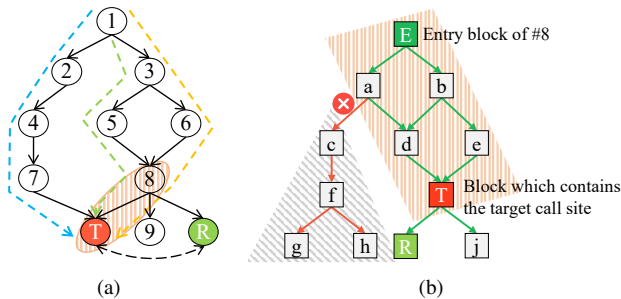 1
2
3
4
5
6
7
8
T
9
R
(a)
E
Entry block of #8
a
b
c
d
e
f
T
Block which contains
the target call site
g
h
R
j
(b)